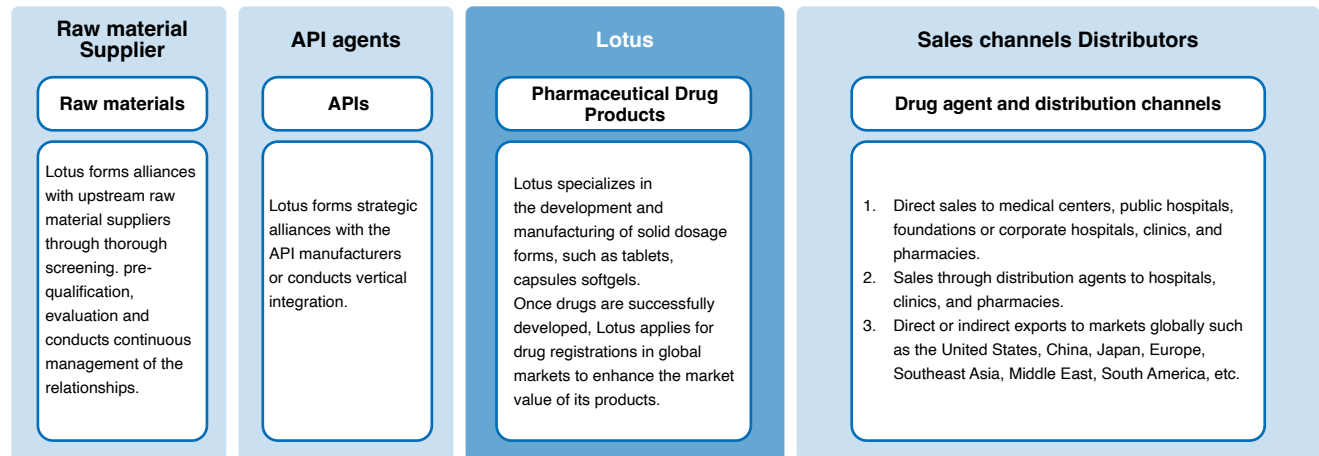 Raw material
Supplier
Raw materials
Lotus forms alliances
with upstream raw
material suppliers
through thorough
screening. pre-
qualification,
evaluation and
conducts continuous
management of the
relationships.
API agents
APIs
Lotus forms strategic
alliances with the
API manufacturers
or conducts vertical
integration.
Lotus
Pharmaceutical Drug
Products
Lotus specializes in
the development and
manufacturing of solid dosage
forms, such as tablets,
capsules softgels.
Once drugs are successfully
developed, Lotus applies for
drug registrations in global
markets to enhance the market
value of its products.
Sales channels Distributors
Drug agent and distribution channels
1. Direct sales to medical centers, public hospitals,
foundations or corporate hospitals, clinics, and
pharmacies.
2. Sales through distribution agents to hospitals,
clinics, and pharmacies.
3. Direct or indirect exports to markets globally such
as the United States, China, Japan, Europe,
Southeast Asia, Middle East, South America, etc.